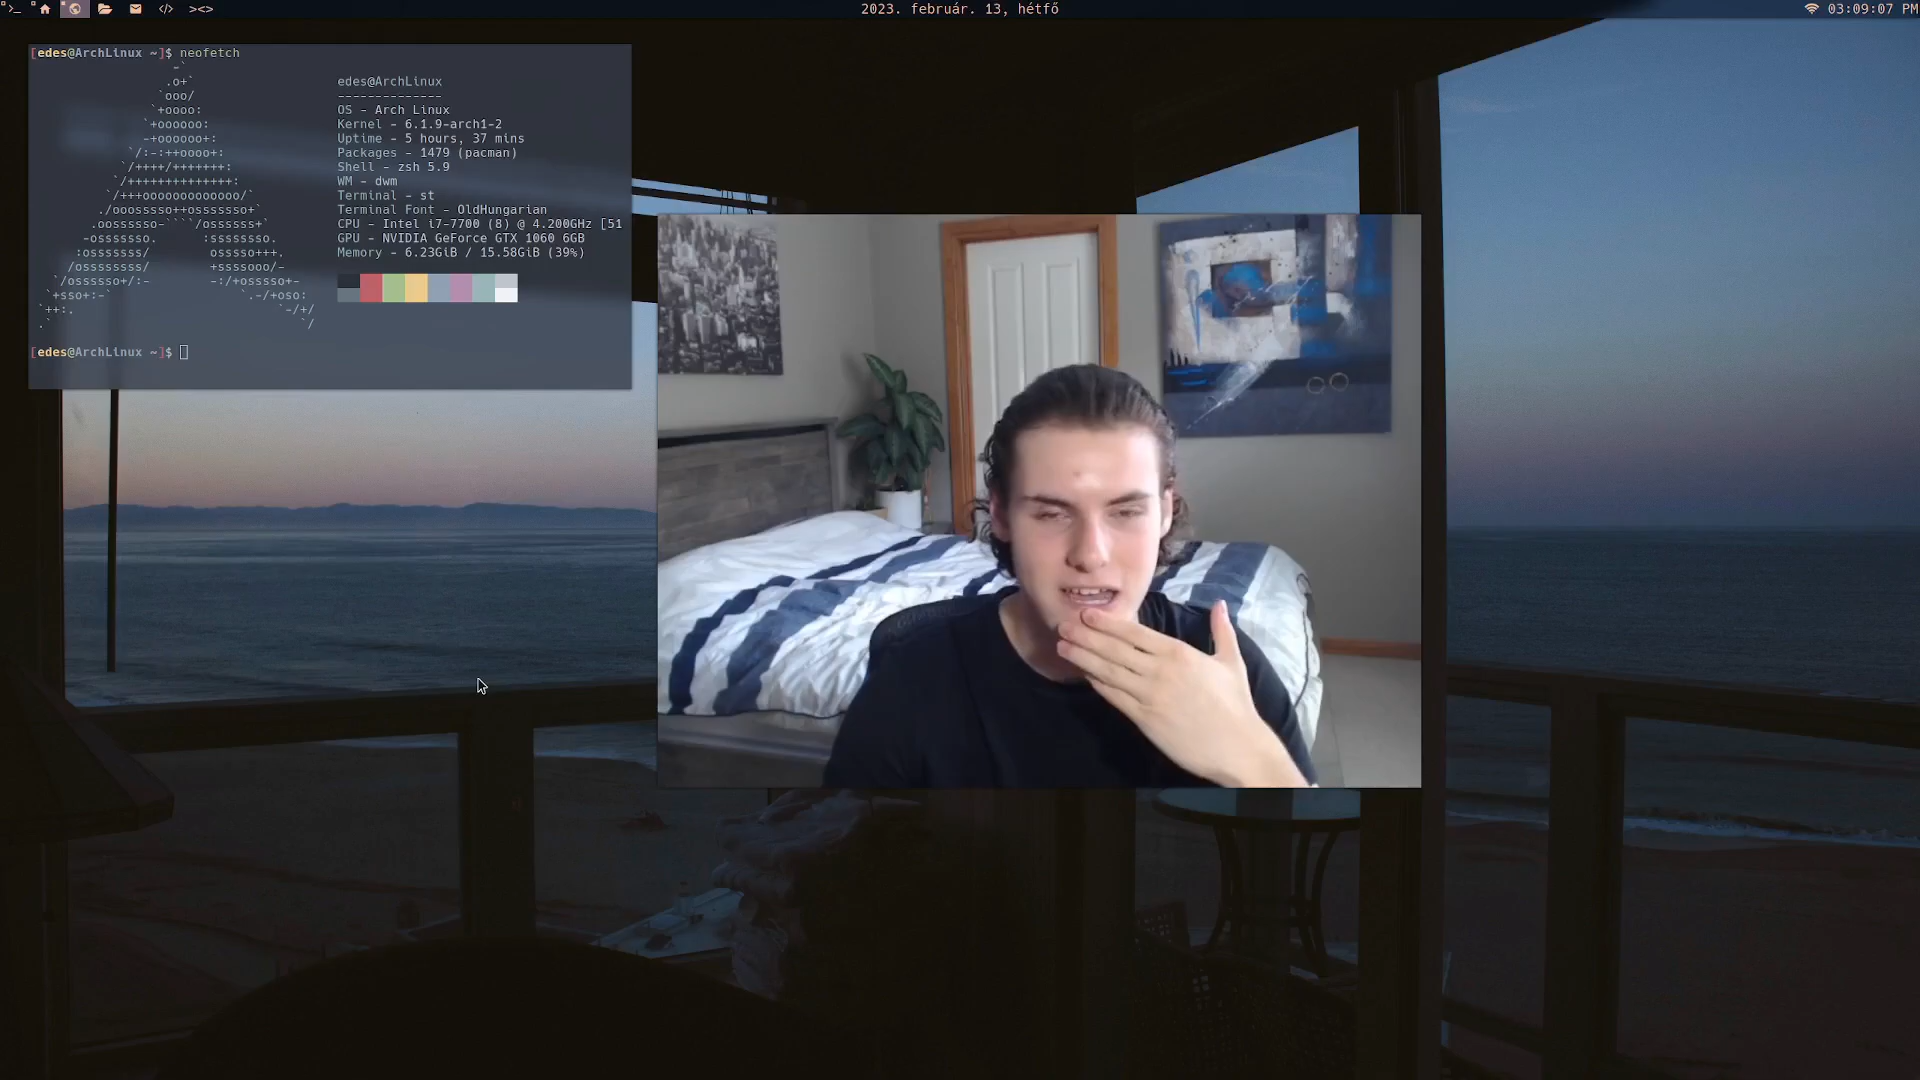 2023. február. 13, hétfő
03:09:07 PM
[edes@ArchLinux ~]$ neofetch
edes@ArchLinux
--------------
OS - Arch Linux
Kernel - 6.1.9-arch1-2
Uptime - 5 hours, 37 mins
Packages - 1479 (pacman)
Shell - zsh 5.9
WM - dwm
Terminal - st
Terminal Font - OldHungarian
CPU - Intel i7-7700 (8) @ 4.200GHz [51
GPU - NVIDIA GeForce GTX 1060 6GB
Memory - 6.23GiB / 15.58GiB (39%)
[edes@ArchLinux ~]$